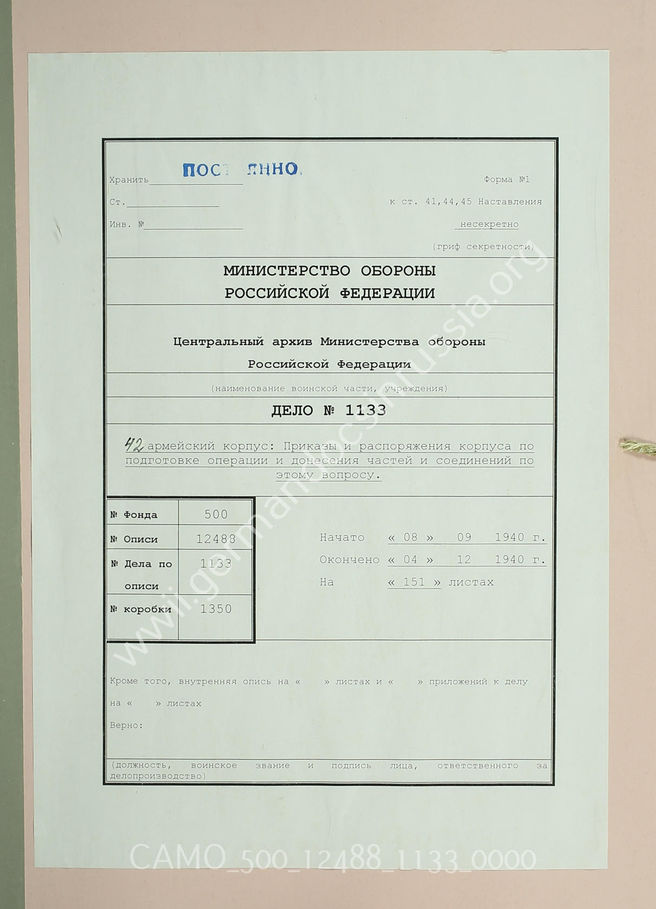 ПОСТОЯННО.
Хранить
Форма №1
Ст.
к ст. 41,44,45 Наставления
Инв. №
несекретно
(гриф секретности)
МИНИСТЕРСТВО ОБОРОНЫ
РОССИЙСКОЙ ФЕДЕРАЦИИ
Центральный архив Министерства обороны
Российской Федерации
(наименование воинской части, учреждения)
ДЕЛО № 1133
42 армейский корпус: Приказы и распоряжения корпуса по
подготовке операции и донесения частей и соединений по
этому вопросу.
№ Фонда 500
№ Описи 12488
№ Дела по описи 1133
№ коробки 1350
Начато « 08 » 09 1940 г.
Окончено « 04 » 12 1940 г.
На « 151 » листах
Кроме того, внутренняя опись на « » листах и « » приложений к делу
на « » листах
Верно:
(должность, воинское звание и подпись лица, ответственного за
делопроизводство)
www.germandocsinrussia.org
CAMO_500_12488_1133_0000